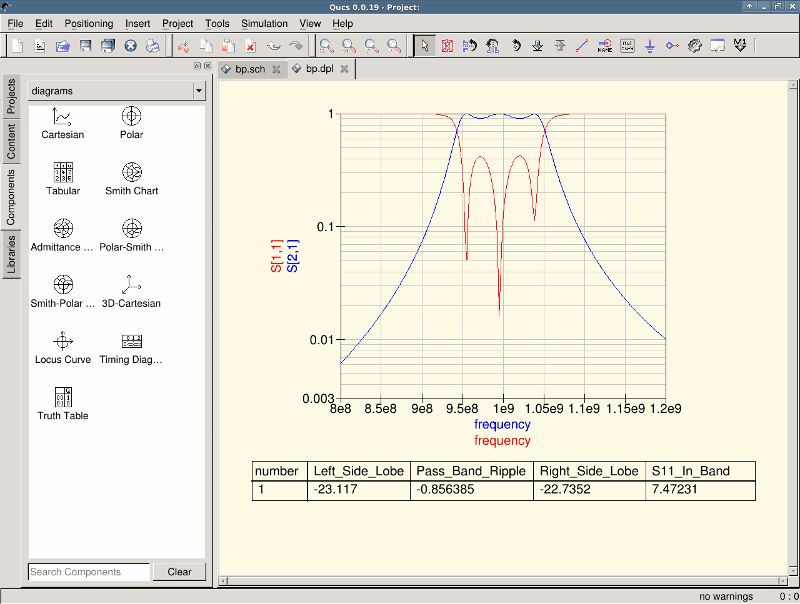 Qucs 0.0.19 - Project:
File Edit Positioning Insert Project Tools Simulation View Help
bp.sch bp.dpl
Projects
Content
Components
Libraries
diagrams
Cartesian Polar
Tabular Smith Chart
Admittance ... Polar-Smith ...
Smith-Polar ... 3D-Cartesian
Locus Curve Timing Diag...
Truth Table
Search Components Clear
1
0.1
0.01
0.003
S[1,1]
S[2,1]
8e8 8.5e8 9e8 9.5e8 1e9 1.05e9 1.1e9 1.15e9 1.2e9
frequency
frequency
number Left_Side_Lobe Pass_Band_Ripple Right_Side_Lobe S11_In_Band
1 -23.117 -0.856385 -22.7352 7.47231
no warnings 0 : 0